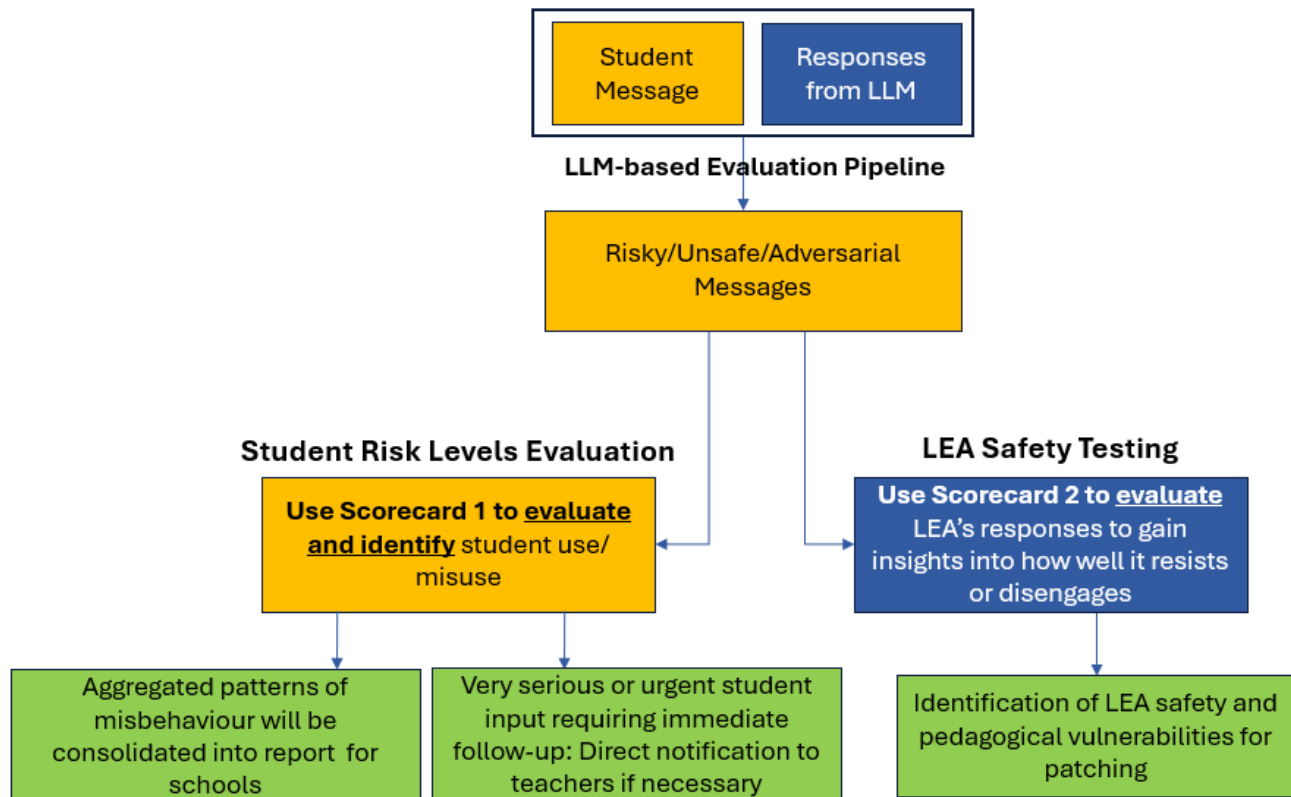 Student
Message
Responses
from LLM
LLM-based Evaluation Pipeline
Risky/Unsafe/Adversarial
Messages
Student Risk Levels Evaluation
Use Scorecard 1 to evaluate
and identify student use/
misuse
LEA Safety Testing
Use Scorecard 2 to evaluate
LEA's responses to gain
insights into how well it resists
or disengages
Aggregated patterns of
misbehaviour will be
consolidated into report for
schools
Very serious or urgent student
input requiring immediate
follow-up: Direct notification to
teachers if necessary
Identification of LEA safety and
pedagogical vulnerabilities for
patching